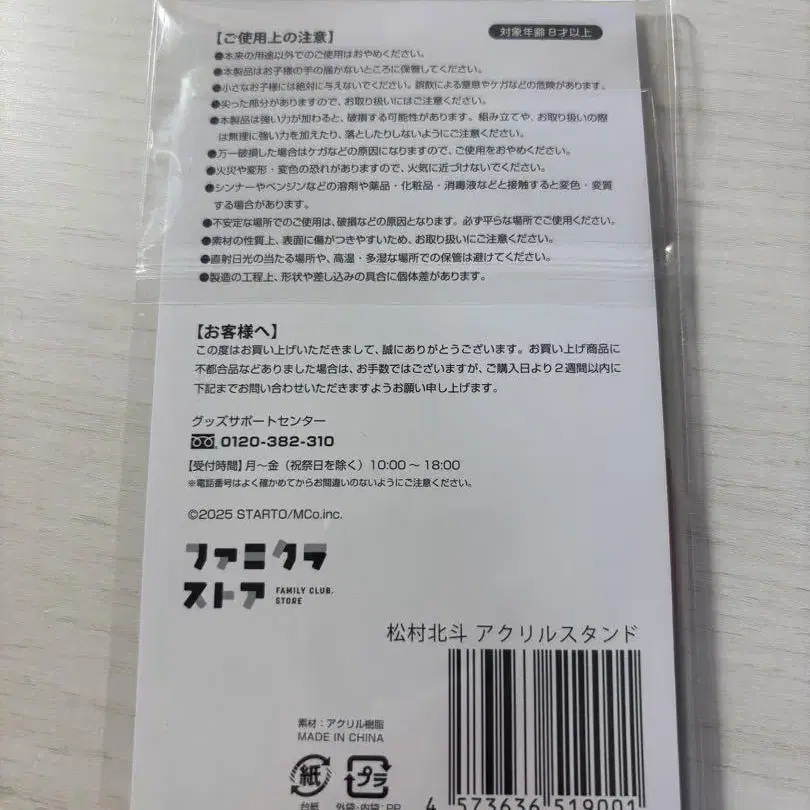 【ご使用上の注意】
対象年齢8才以上
●本来の用途以外でのご使用はおやめください。
●本製品はお子様の手の届かないところに保管してください。
●小さなお子様には絶対に与えないでください。誤飲による窒息やケガなどの危険があります。
●尖った部分がありますので、お取り扱いにはご注意ください。
●本製品は強い力が加わると、破損する可能性があります。組み立てや、お取り扱いの際
は無理に強い力を加えたり、落としたりしないようにご注意ください。
●万一破損した場合はケガなどの原因になりますので、ご使用をおやめください。
●火災や変形・変色の恐れがありますので、火気に近づけないでください。
●シンナーやベンジンなどの溶剤や薬品・化粧品・消毒液などと接触すると変色・変質
する場合があります。
●不安定な場所でのご使用は、破損などの原因となります。必ず平らな場所でご使用ください。
●素材の性質上、表面に傷がつきやすいため、お取り扱いにご注意ください。
●直射日光の当たる場所や、高温・多湿な場所での保管は避けてください。
●製造の工程上、形状や差し込みの具合に個体差があります。
【お客様へ】
この度はお買い上げいただきまして、誠にありがとうございます。お買い上げ商品に
不都合品などありました場合は、お手数ではございますが、ご購入日より2週間以内に
下記までお問い合わせいただきますようお願い申し上げます。
グッズサポートセンター
0120-382-310
【受付時間】月～金（祝祭日を除く）10:00～18:00
※電話番号はよく確かめてからお間違いのないようにご注意ください。
©2025 STARTO/MCo.inc.
ファミクラ
ストア
FAMILY CLUB.
STORE
松村北斗 アクリルスタンド
素材：アクリル樹脂
MADE IN CHINA
紙
プラ
台紙
外袋・内袋：PP
4 573636 519001